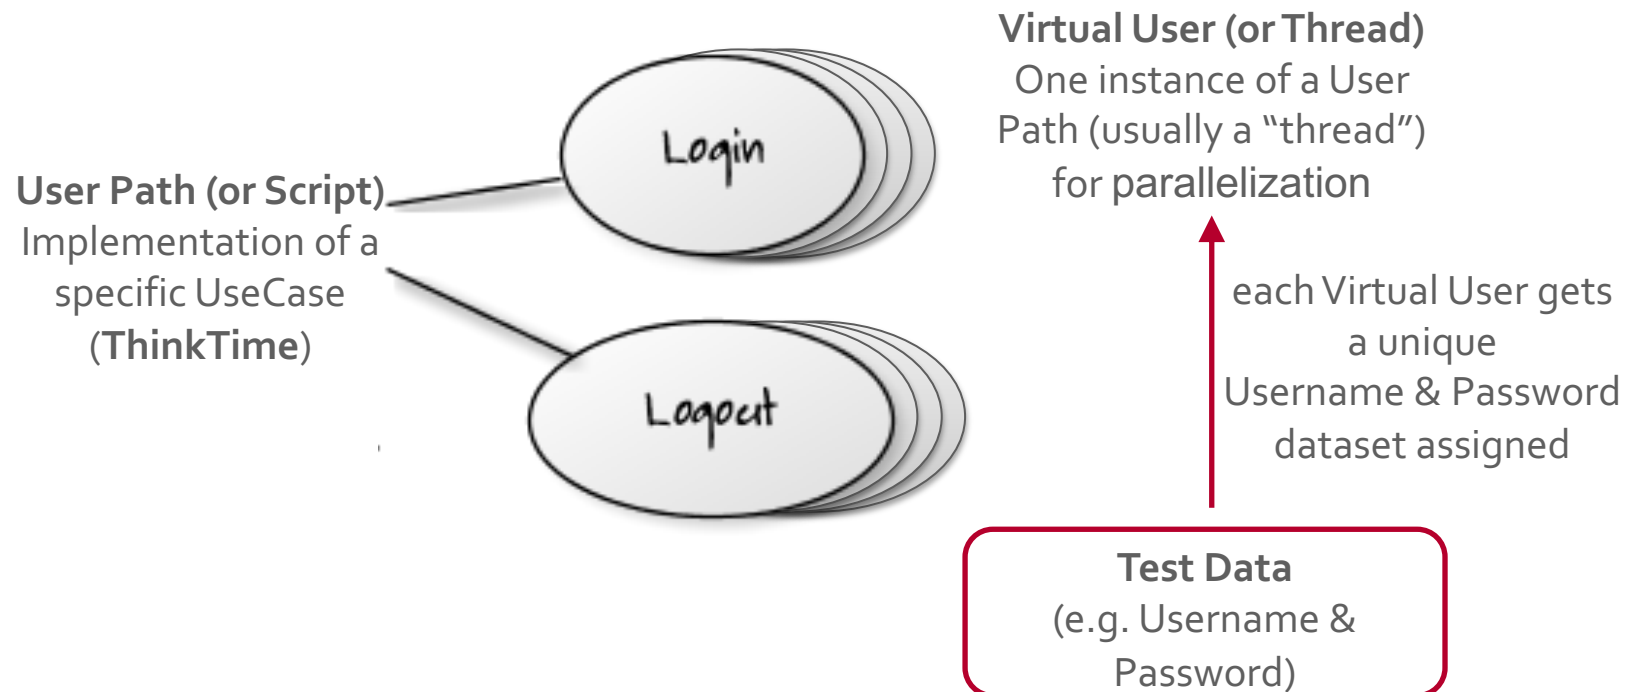 User Path (or Script)
Implementation of a
specific UseCase
(ThinkTime)
Login
Logout
Virtual User (or Thread)
One instance of a User
Path (usually a “thread”)
for parallelization
each Virtual User gets
a unique
Username & Password
dataset assigned
Test Data
(e.g. Username &
Password)